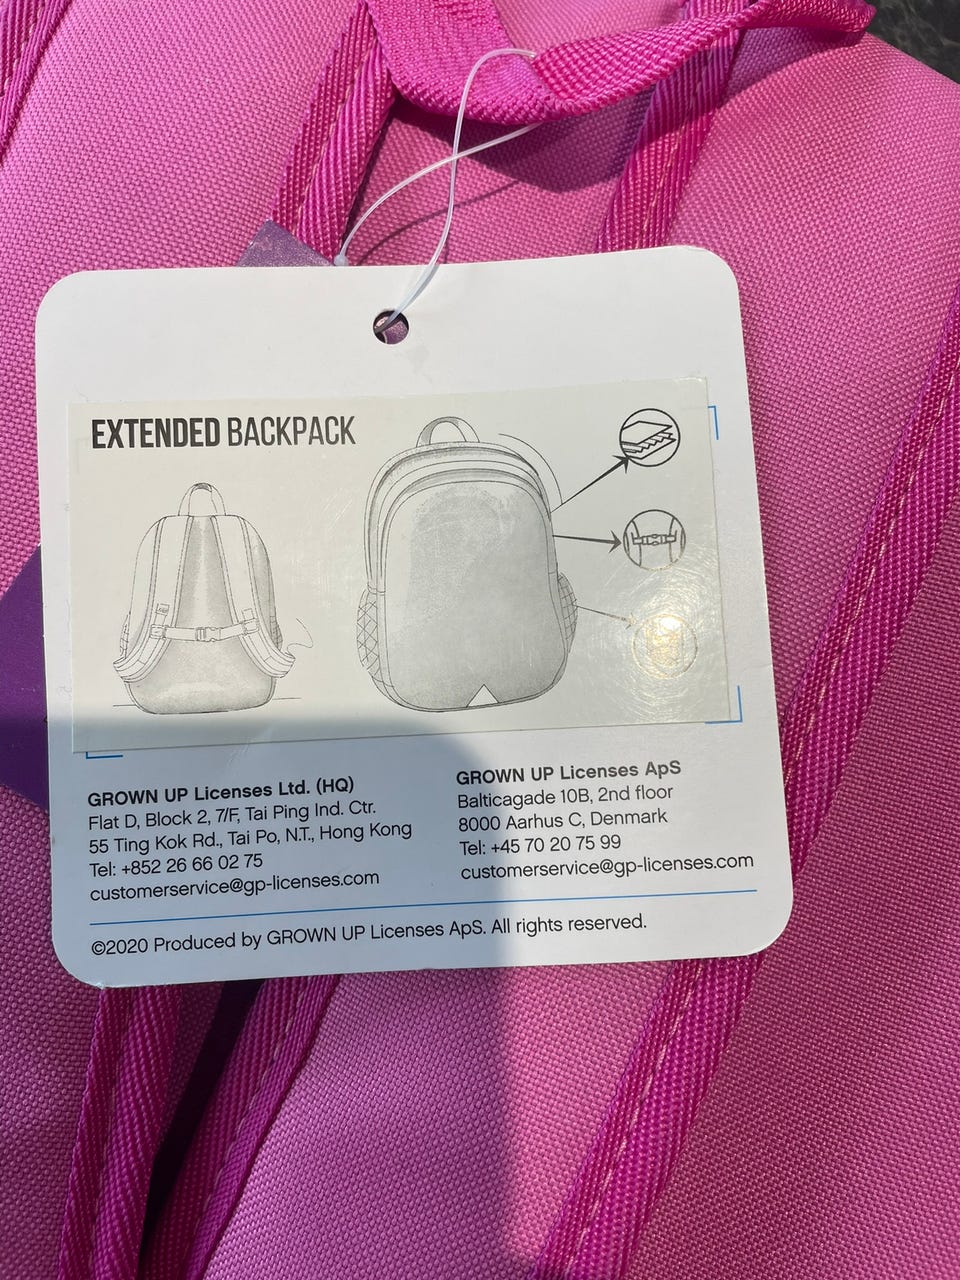 EXTENDED BACKPACK
GROWN UP Licenses Ltd. (HQ)
Flat D, Block 2, 7/F, Tai Ping Ind. Ctr.
55 Ting Kok Rd., Tai Po, N.T., Hong Kong
Tel: +852 26 66 02 75
customerservice@gp-licenses.com
GROWN UP Licenses ApS
Balticagade 10B, 2nd floor
8000 Aarhus C, Denmark
Tel: +45 70 20 75 99
customerservice@gp-licenses.com
©2020 Produced by GROWN UP Licenses ApS. All rights reserved.